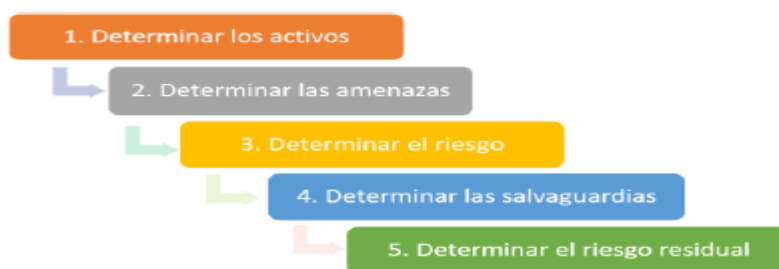 1. Determinar los activos
2. Determinar las amenazas
3. Determinar el riesgo
4. Determinar las salvaguardias
5. Determinar el riesgo residual